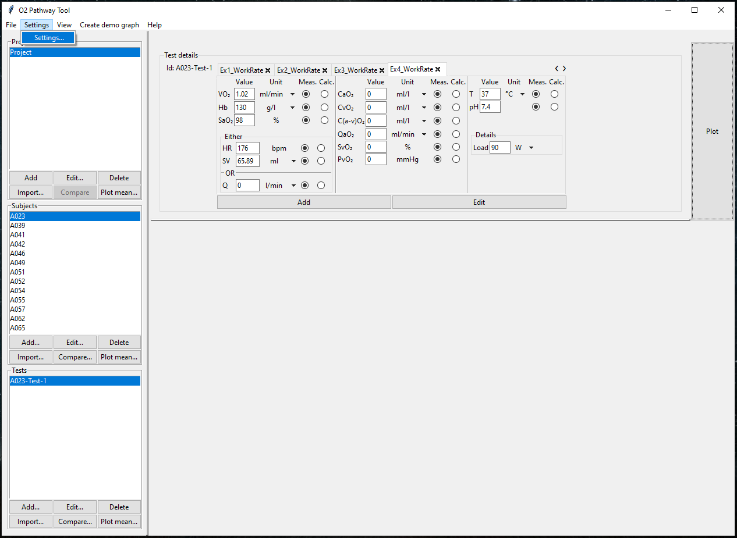 O2 Pathway Tool
File Settings View Create demo graph Help
Settings...
Project
Add Edit... Delete
Import... Compare Plot mean...
Subjects
A023
A039
A041
A042
A046
A049
A051
A052
A054
A055
A057
A062
A065
Add... Edit... Delete
Import... Compare... Plot mean...
Tests
A023-Test-1
Add... Edit... Delete
Import... Compare... Plot mean...
Test details
Id: A023-Test-1
Ex1_WorkRate Ex2_WorkRate Ex3_WorkRate Ex4_WorkRate
Value Unit Meas. Calc.
VO₂ 1.02 ml/min
Hb 130 g/l
SaO₂ 98 %
Either
HR 176 bpm
SV 65.89 ml
OR
Q 0 l/min
Value Unit Meas. Calc.
CaO₂ 0 ml/l
CvO₂ 0 ml/l
C(a-v)O₂ 0 ml/l
QaO₂ 0 ml/min
SvO₂ 0 %
PvO₂ 0 mmHg
Value Unit Meas. Calc.
T 37 °C
pH 7.4
Details
Load 90 W
Add Edit
Plot